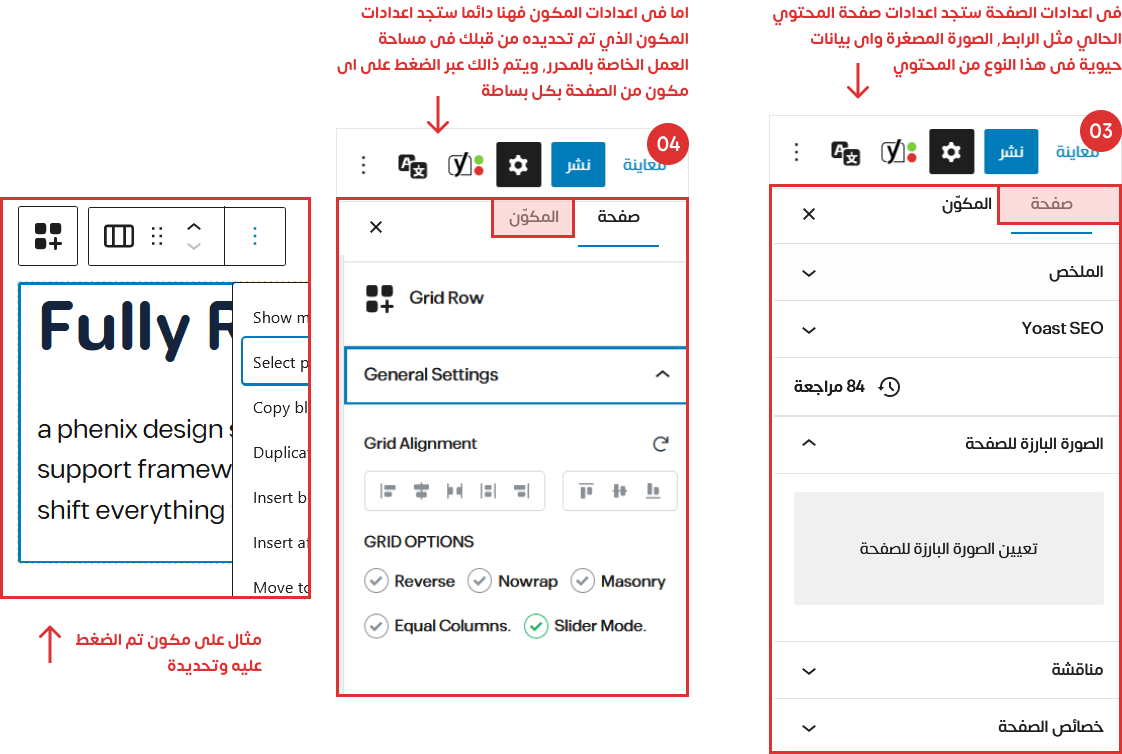 فى اعدادات الصفحة ستجد اعدادات صفحة المحتوي
الحالي مثل الرابط, الصورة المصغرة واى بيانات
حيوية فى هذا النوع من المحتوي
03
معاينة
نشر
صفحة
المكوّن
الملخص
Yoast SEO
84 مراجعة
الصورة البارزة للصفحة
تعيين الصورة البارزة للصفحة
مناقشة
خصائص الصفحة
اما فى اعدادات المكون فهنا دائما ستجد اعدادات
المكون الذي تم تحديده من قبلك فى مساحة
العمل الخاصة بالمحرر, ويتم ذالك عبر الضغط على اى
مكون من الصفحة بكل بساطة
04
معاينة
نشر
صفحة
المكوّن
Grid Row
General Settings
Grid Alignment
GRID OPTIONS
Reverse Nowrap Masonry
Equal Columns. Slider Mode.
Fully
a phenix design
support framew
shift everything
Show m
Select p
Copy bl
Duplica
Insert b
Insert af
Move to
مثال على مكون تم الضغط
عليه وتحديدة